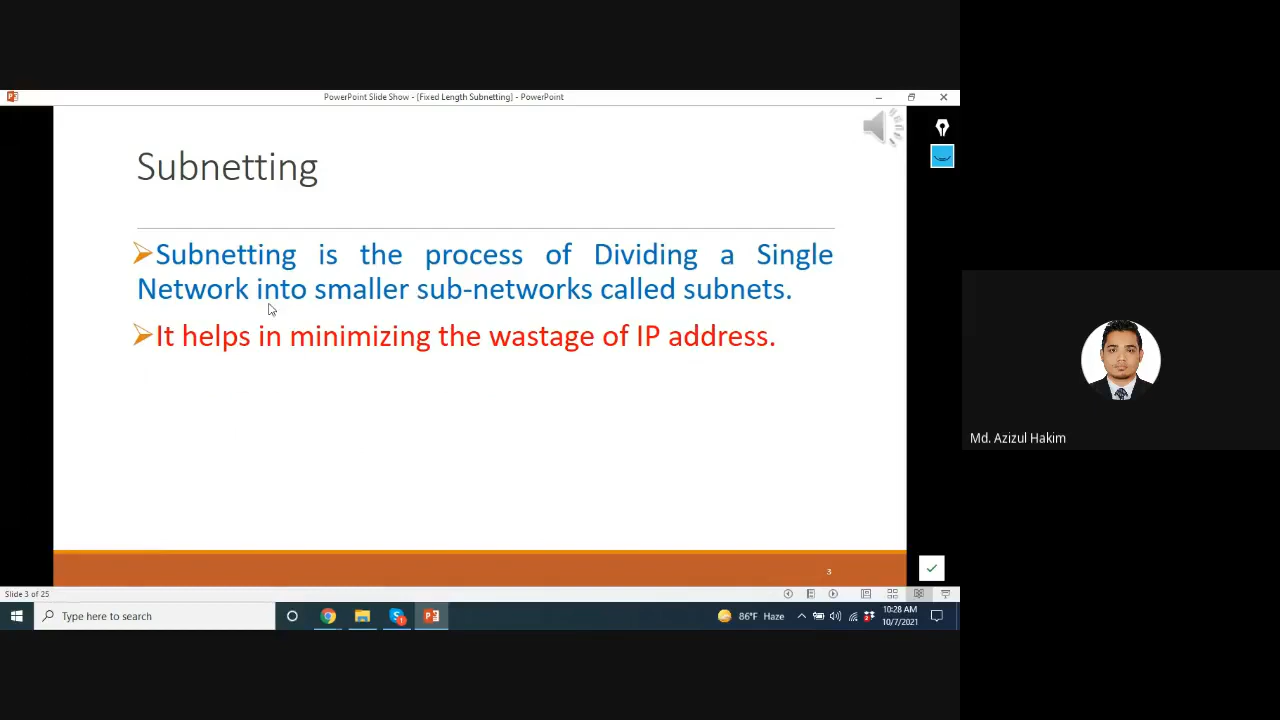 PowerPoint Slide Show - [Fixed Length Subnetting] - PowerPoint
Subnetting
Subnetting is the process of Dividing a Single
Network into smaller sub-networks called subnets.
It helps in minimizing the wastage of IP address.
Md. Azizul Hakim
3
Slide 3 of 25
Type here to search
86°F Haze
10:28 AM
10/7/2021